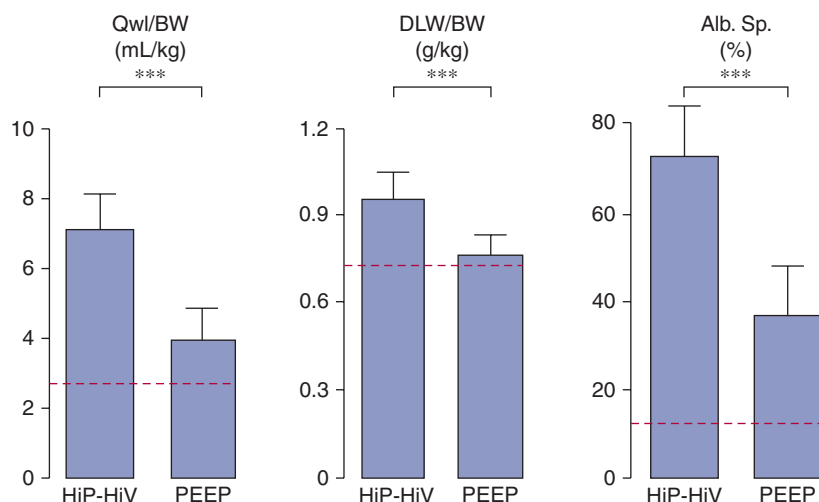 Qwl/BW
(mL/kg)
***
10
8
6
4
2
0
HiP-HiV PEEP
DLW/BW
(g/kg)
***
1.2
0.9
0.6
0.3
0
HiP-HiV PEEP
Alb. Sp.
(%)
***
80
60
40
20
0
HiP-HiV PEEP